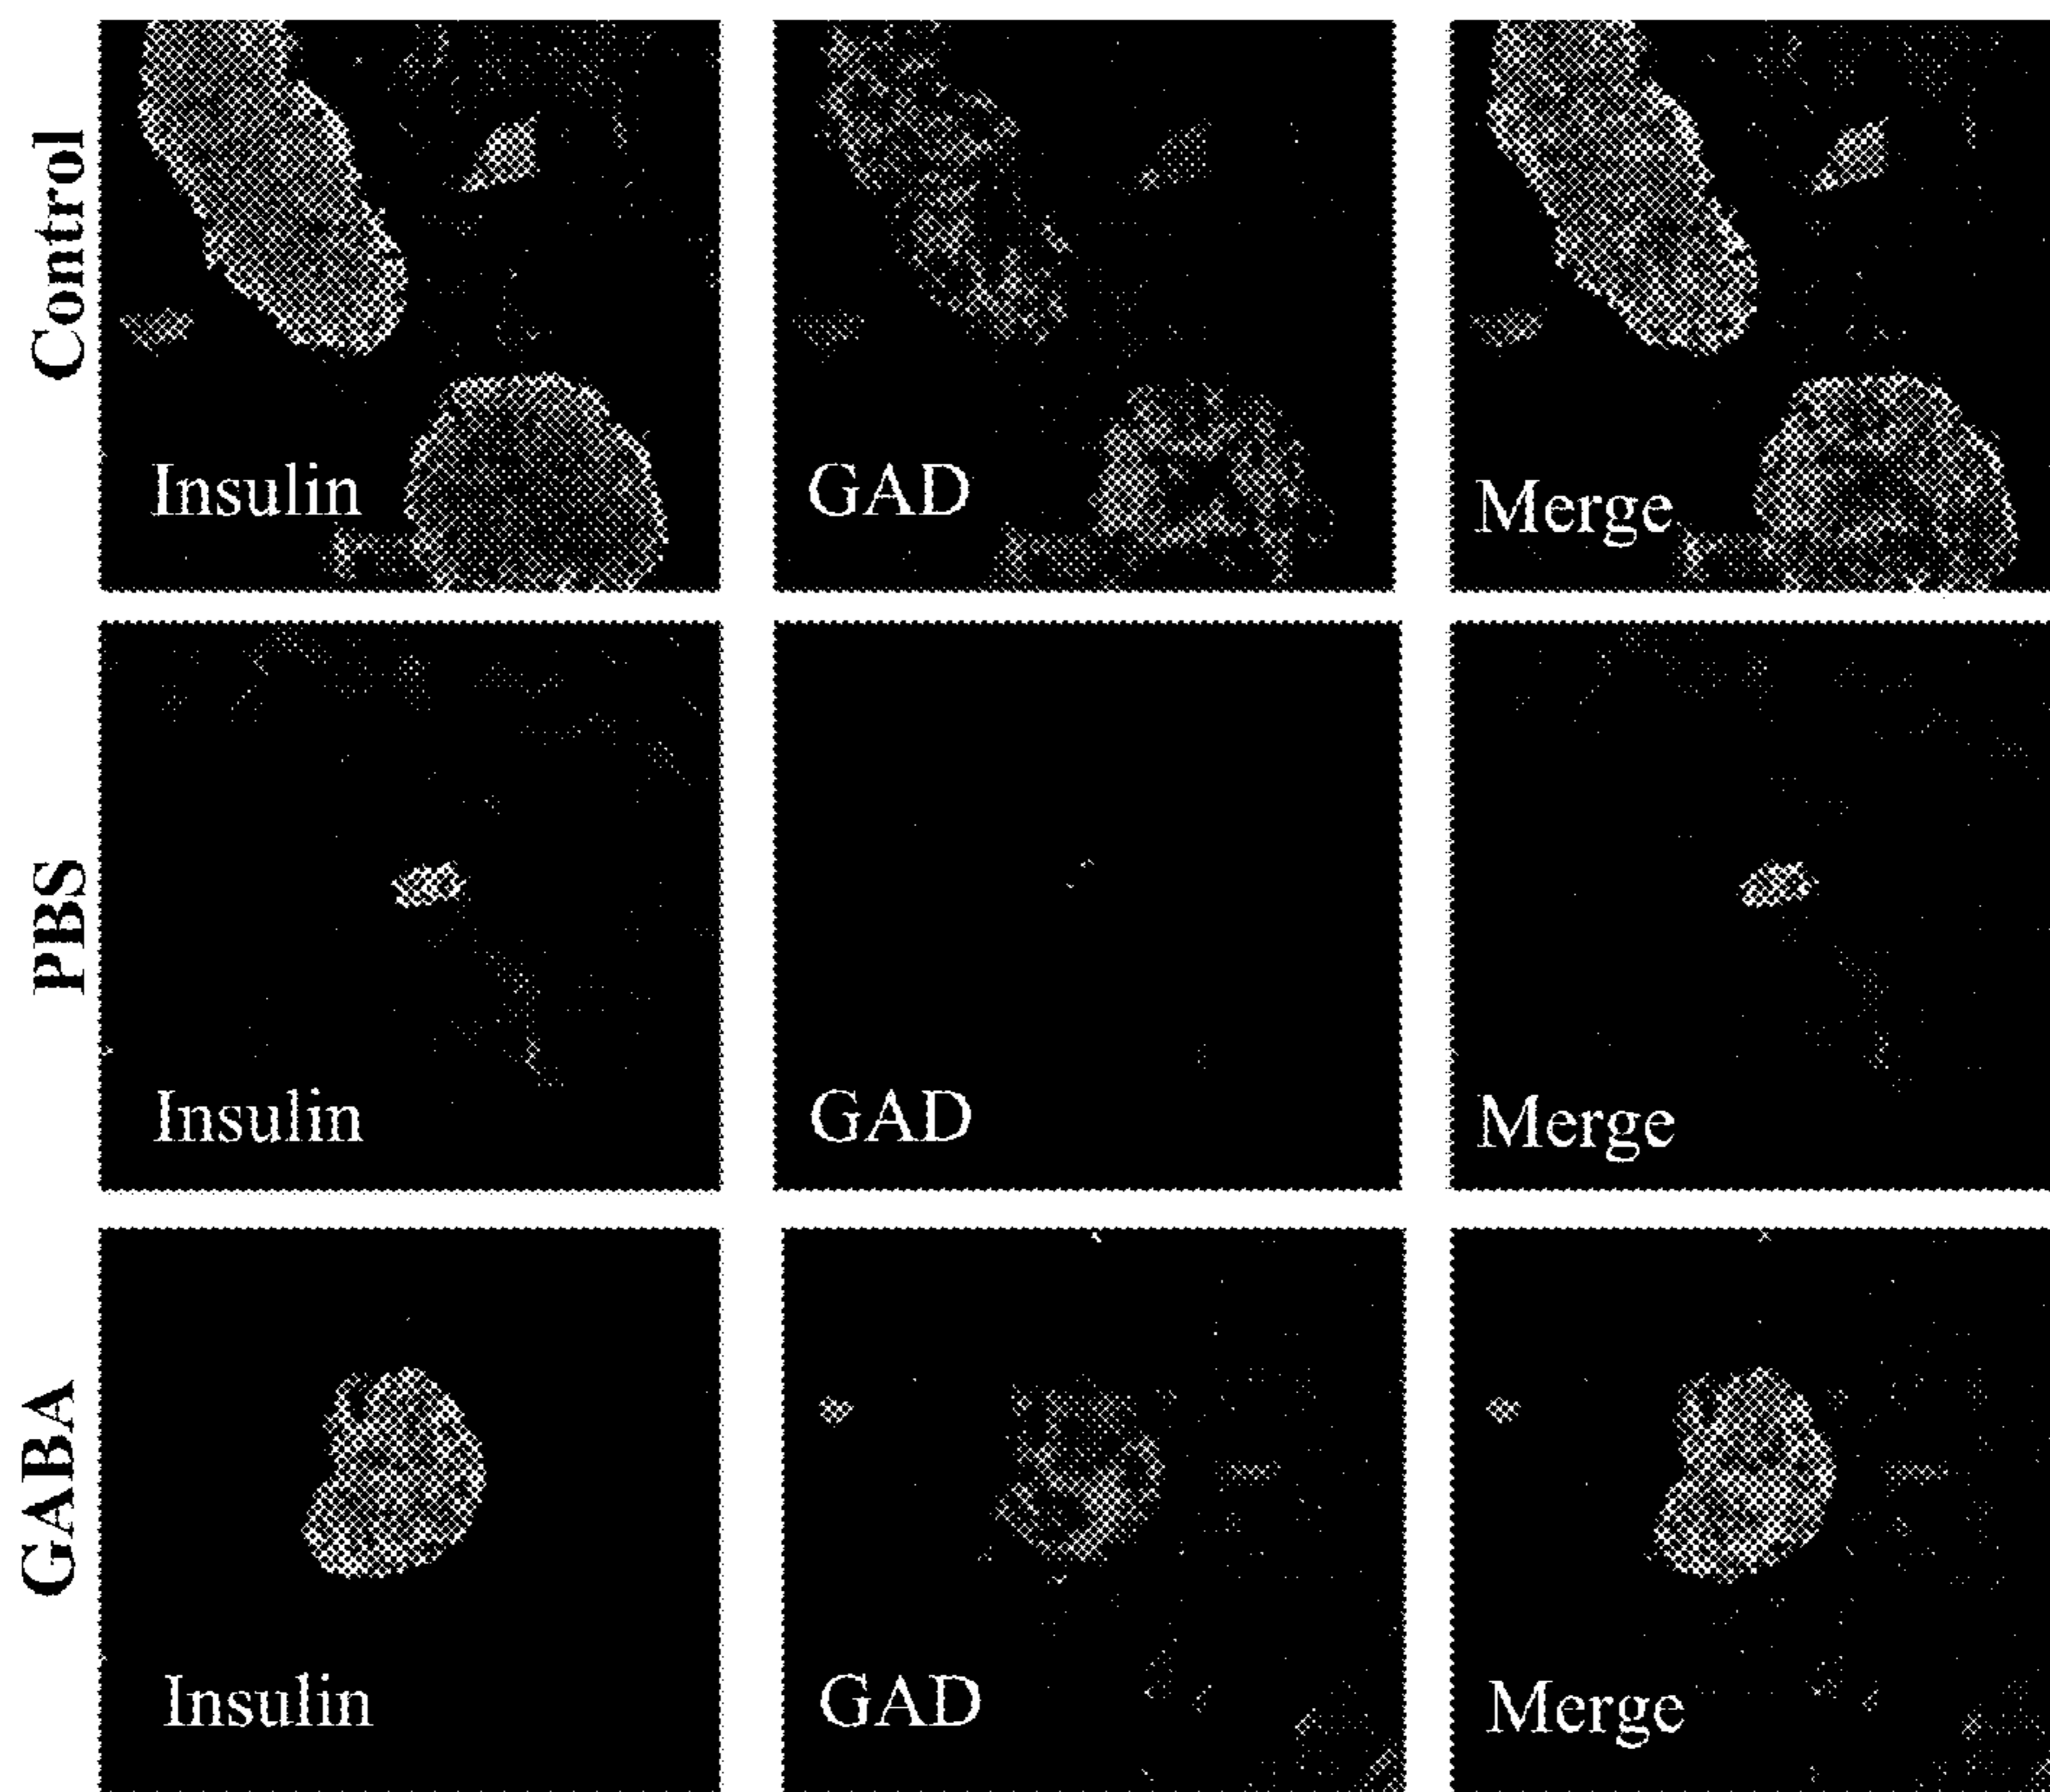 Control
Insulin
GAD
Merge
PBS
Insulin
GAD
Merge
GABA
Insulin
GAD
Merge